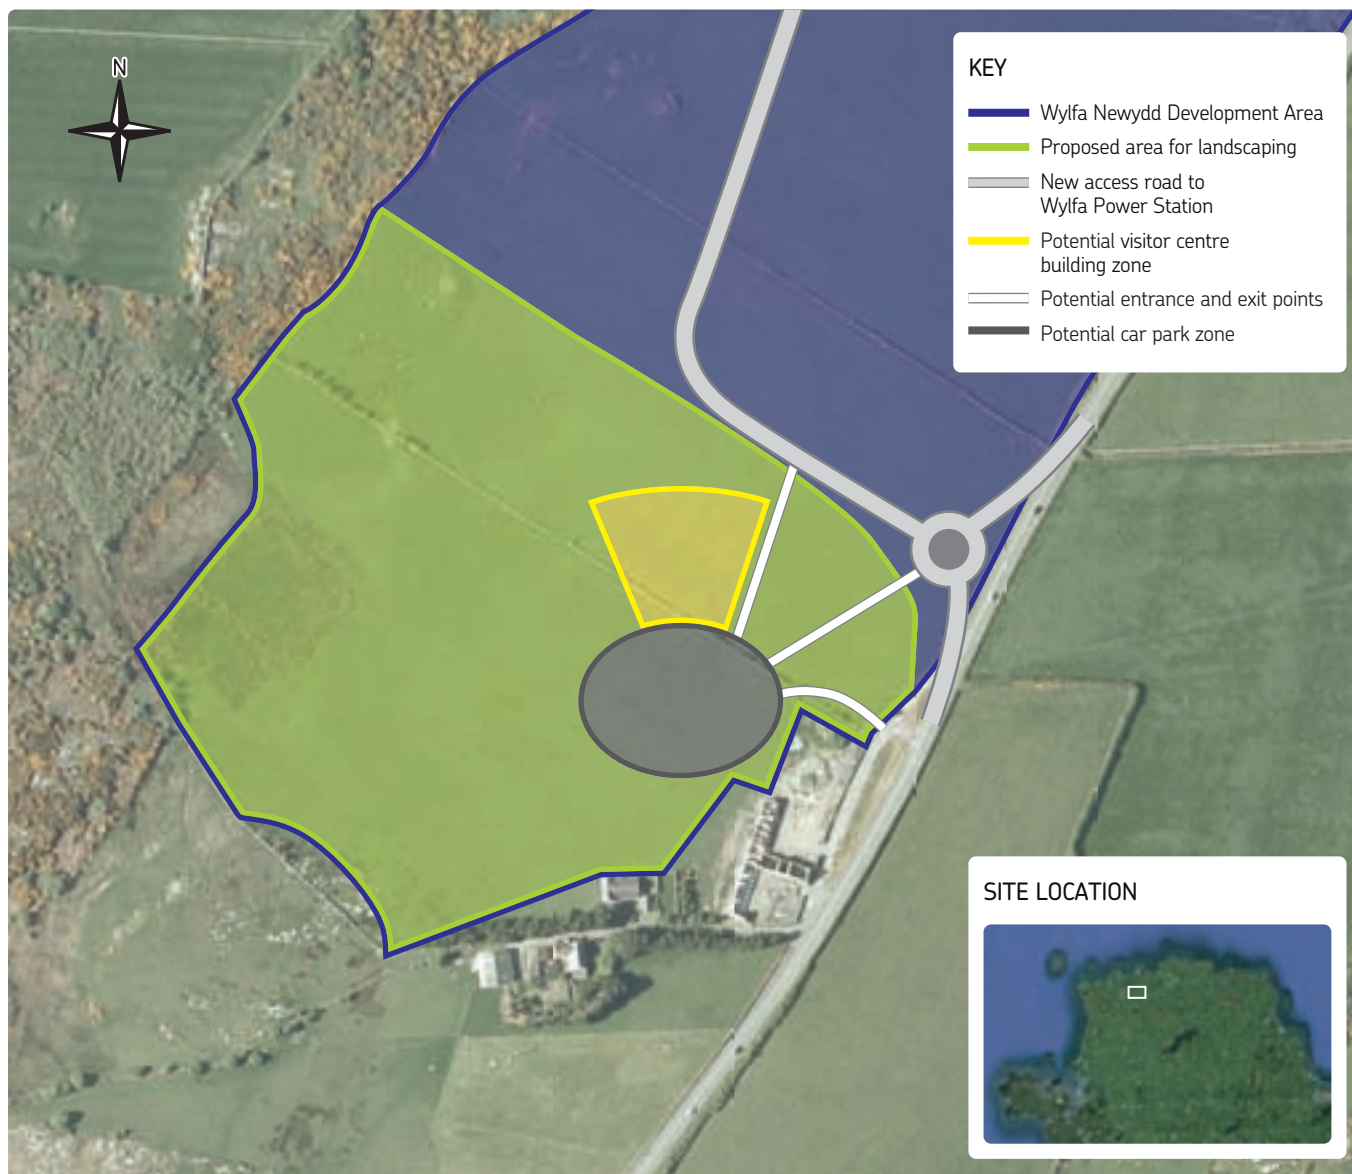 N
KEY
Wylfa Newydd Development Area
Proposed area for landscaping
New access road to
Wylfa Power Station
Potential visitor centre
building zone
Potential entrance and exit points
Potential car park zone
SITE LOCATION